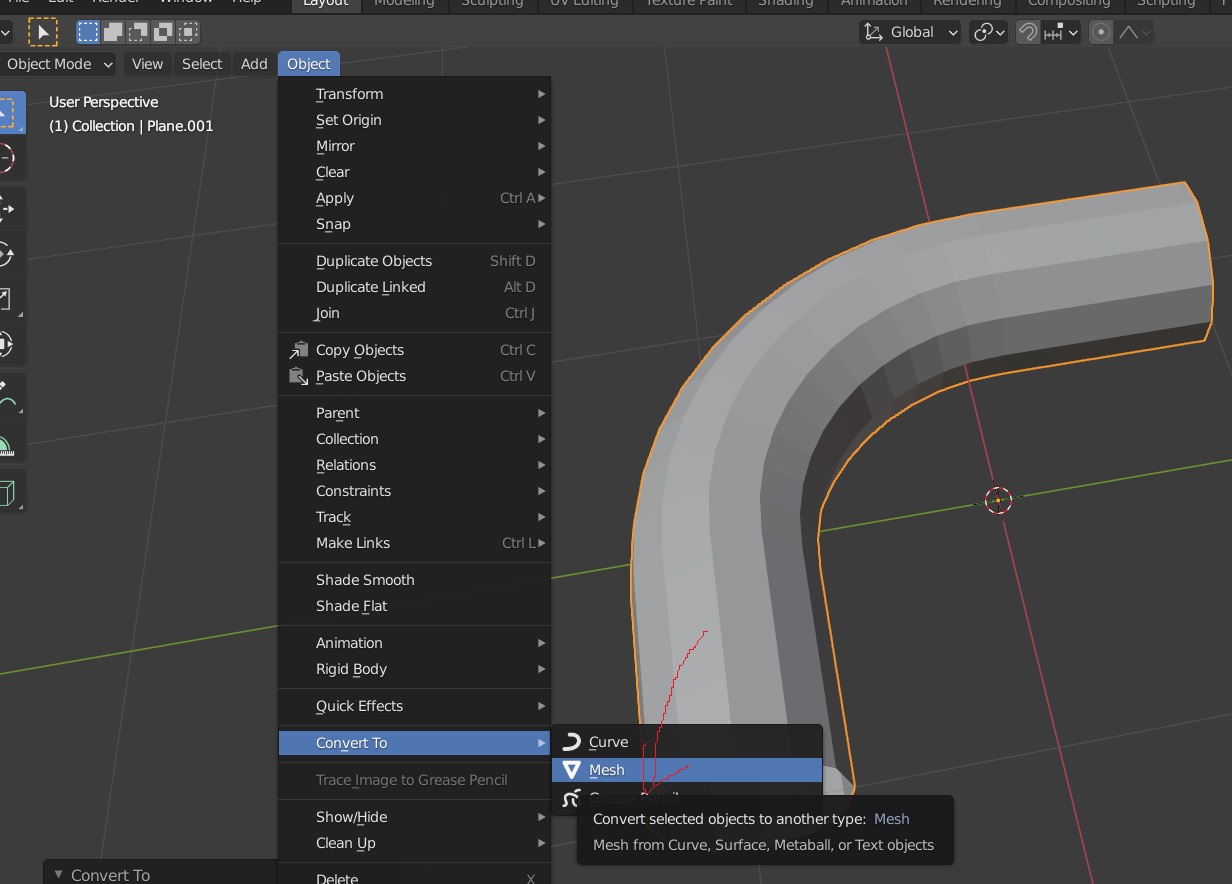 File Edit Render Window Help Layout Modeling Sculpting UV Editing Texture Paint Shading Animation Rendering Compositing Scripting
Global
Object Mode View Select Add Object
User Perspective
(1) Collection | Plane.001
Transform
Set Origin
Mirror
Clear
Apply Ctrl A
Snap
Duplicate Objects Shift D
Duplicate Linked Alt D
Join Ctrl J
Copy Objects Ctrl C
Paste Objects Ctrl V
Parent
Collection
Relations
Constraints
Track
Make Links Ctrl L
Shade Smooth
Shade Flat
Animation
Rigid Body
Quick Effects
Convert To
Trace Image to Grease Pencil
Show/Hide
Clean Up
Delete X
Curve
Mesh
Grease Pencil
Convert selected objects to another type: Mesh
Mesh from Curve, Surface, Metaball, or Text objects
Convert To